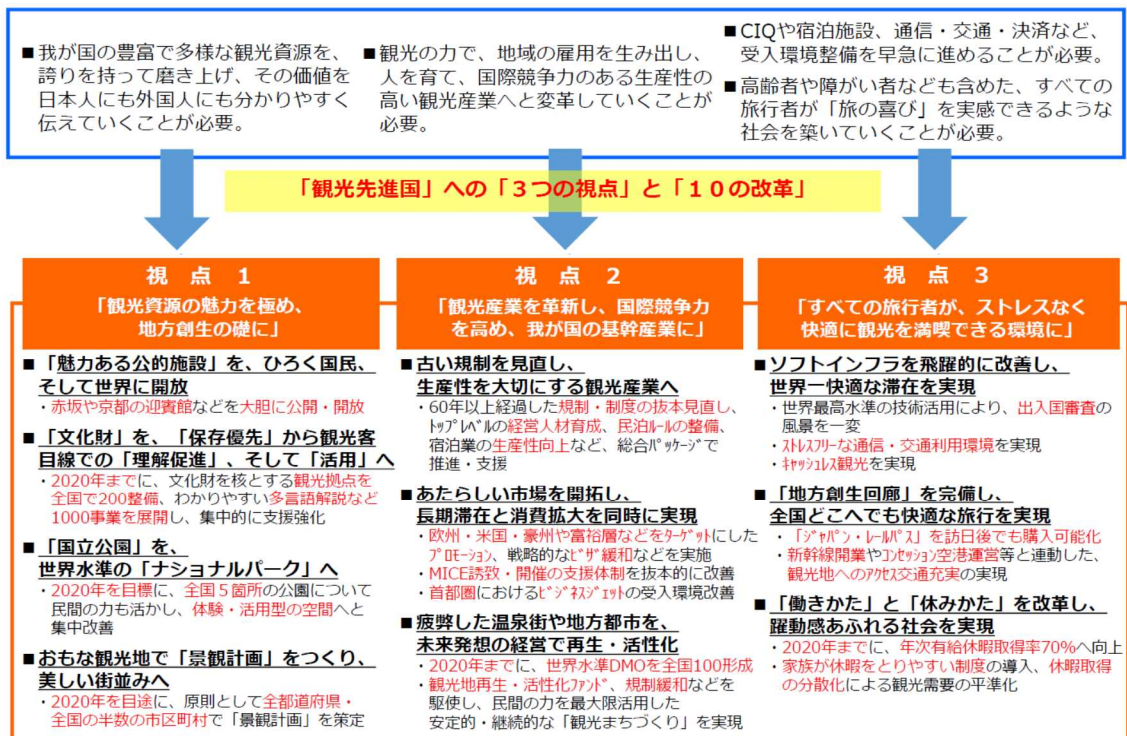 ■我が国の豊富で多様な観光資源を、
誇りを持って磨き上げ、その価値を
日本人にも外国人にも分かりやすく
伝えていくことが必要。
■観光の力で、地域の雇用を生み出し、
人を育て、国際競争力のある生産性の
高い観光産業へと変革していくことが
必要。
■CIQや宿泊施設、通信・交通・決済など、
受入環境整備を早急に進めることが必要。
■高齢者や障がい者なども含めた、すべての
旅行者が「旅の喜び」を実感できるような
社会を築いていくことが必要。
「観光先進国」への「3つの視点」と「10の改革」
視 点 1
「観光資源の魅力を極め、
地方創生の礎に」
■「魅力ある公的施設」を、ひろく国民、
そして世界に開放
・赤坂や京都の迎賓館などを大胆に公開・開放
■「文化財」を、「保存優先」から観光客
目線での「理解促進」、そして「活用」へ
・2020年までに、文化財を核とする観光拠点を
全国で200整備、わかりやすい多言語解説など
1000事業を展開し、集中的に支援強化
■「国立公園」を、
世界水準の「ナショナルパーク」へ
・2020年を目標に、全国5箇所の公園について
民間の力も活かし、体験・活用型の空間へと
集中改善
■おもな観光地で「景観計画」をつくり、
美しい街並みへ
・2020年を目途に、原則として全都道府県・
全国の半数の市区町村で「景観計画」を策定
視 点 2
「観光産業を革新し、国際競争力
を高め、我が国の基幹産業に」
■古い規制を見直し、
生産性を大切にする観光産業へ
・60年以上経過した規制・制度の抜本見直し、
ﾄｯﾌﾟﾚﾍﾞﾙの経営人材育成、民泊ﾙｰﾙの整備、
宿泊業の生産性向上など、総合ﾊﾟｯｹｰｼﾞで
推進・支援
■あたらしい市場を開拓し、
長期滞在と消費拡大を同時に実現
・欧州・米国・豪州や富裕層などをﾀｰｹﾞｯﾄにした
プロモーション、戦略的なﾋﾞｻﾞ緩和などを実施
・MICE誘致・開催の支援体制を抜本的に改善
・首都圏におけるﾋﾞｼﾞﾈｽｼﾞｪｯﾄの受入環境改善
■疲弊した温泉街や地方都市を、
未来発想の経営で再生・活性化
・2020年までに、世界水準DMOを全国100形成
・観光地再生・活性化ﾌｧﾝﾄﾞ、規制緩和などを
駆使し、民間の力を最大限活用した
安定的・継続的な「観光まちづくり」を実現
視 点 3
「すべての旅行者が、ストレスなく
快適に観光を満喫できる環境に」
■ソフトインフラを飛躍的に改善し、
世界一快適な滞在を実現
・世界最高水準の技術活用により、出入国審査の
風景を一変
・ｽﾄﾚｽﾌﾘｰな通信・交通利用環境を実現
・ｷｬｯｼｭﾚｽ観光を実現
■「地方創生回廊」を完備し、
全国どこへでも快適な旅行を実現
・「ｼﾞｬﾊﾟﾝ・ﾚｰﾙﾊﾟｽ」を訪日後でも購入可能化
・新幹線開業やｺﾝｾｯｼｮﾝ空港運営等と連動した、
観光地へのｱｸｾｽ交通充実の実現
■「働きかた」と「休みかた」を改革し、
躍動感あふれる社会を実現
・2020年までに、年次有給休暇取得率70%へ向上
・家族が休暇をとりやすい制度の導入、休暇取得
の分散化による観光需要の平準化